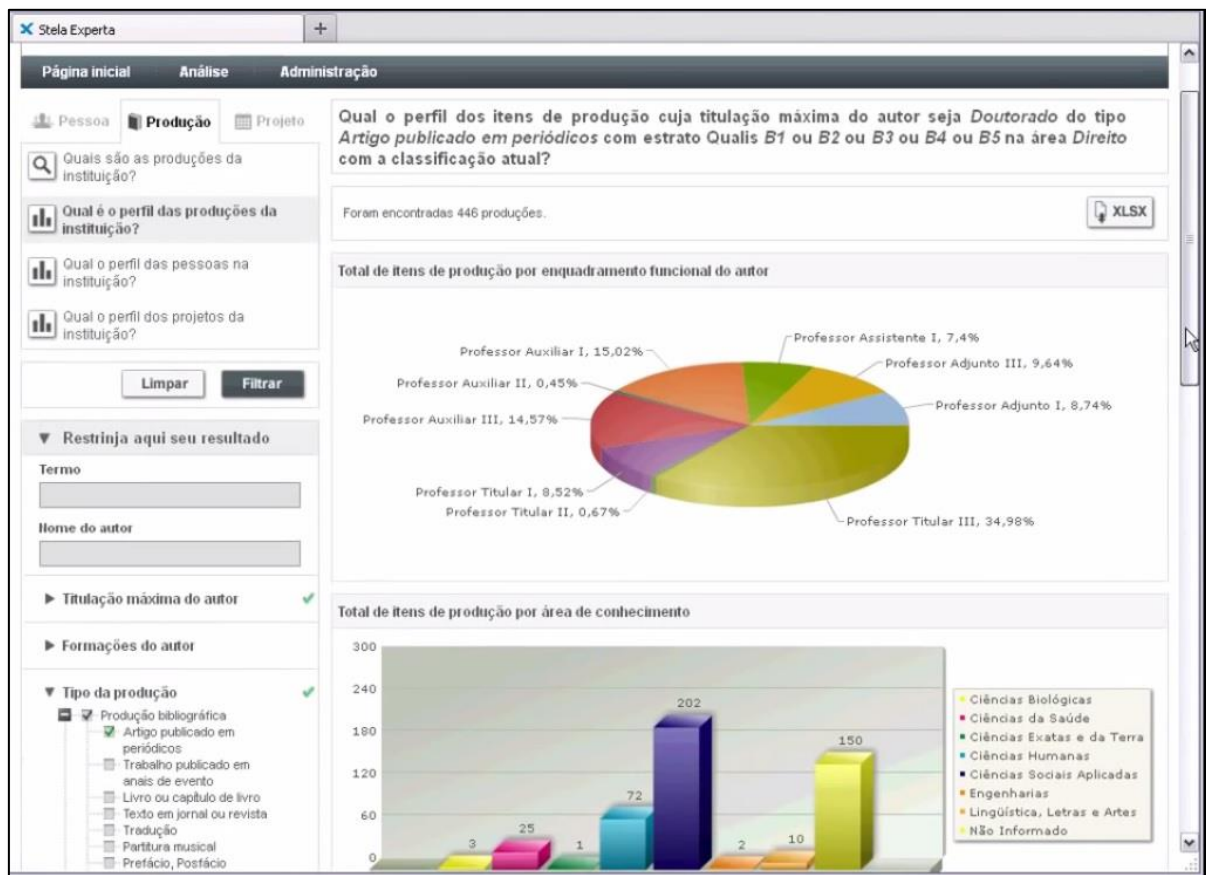 Stela Experta
+
Página inicial Análise Administração
Pessoa Produção Projeto
Quais são as produções da
instituição?
Qual é o perfil das produções da
instituição?
Qual o perfil das pessoas na
instituição?
Qual o perfil dos projetos da
instituição?
Limpar Filtrar
Restrinja aqui seu resultado
Termo
Nome do autor
Titulação máxima do autor
Formações do autor
Tipo da produção
Produção bibliográfica
Artigo publicado em
periódicos
Trabalho publicado em
anais de evento
Livro ou capítulo de livro
Texto em jornal ou revista
Tradução
Partitura musical
Prefácio, Posfácio
Qual o perfil dos itens de produção cuja titulação máxima do autor seja Doutorado do tipo
Artigo publicado em periódicos com estrato Qualis B1 ou B2 ou B3 ou B4 ou B5 na área Direito
com a classificação atual?
Foram encontradas 446 produções.
XLSX
Total de itens de produção por enquadramento funcional do autor
Professor Assistente I, 7,4%
Professor Auxiliar I, 15,02%
Professor Adjunto III, 9,64%
Professor Auxiliar II, 0,45%
Professor Adjunto I, 8,74%
Professor Auxiliar III, 14,57%
Professor Titular I, 8,52%
Professor Titular II, 0,67%
Professor Titular III, 34,98%
Total de itens de produção por área de conhecimento
300
240
180
120
60
0
3
25
1
72
202
2
10
150
Ciências Biológicas
Ciências da Saúde
Ciências Exatas e da Terra
Ciências Humanas
Ciências Sociais Aplicadas
Engenharias
Lingüística, Letras e Artes
Não Informado